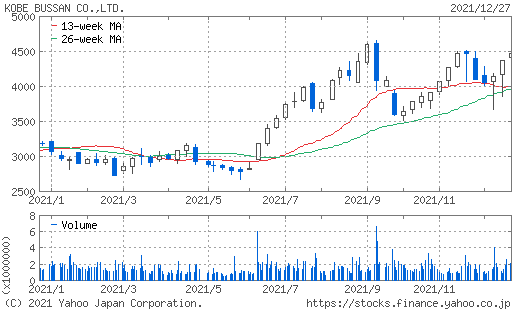 KOBE BUSSAN CO.,LTD. 2021/12/27
5000
13-week MA
26-week MA
4500
4000
3500
3000
2500
2021/1 2021/3 2021/5 2021/7 2021/9 2021/11
8
Volume
6
4
2
0
(x1000000)
2021/1 2021/3 2021/5 2021/7 2021/9 2021/11
(C) 2021 Yahoo Japan Corporation. https://stocks.finance.yahoo.co.jp